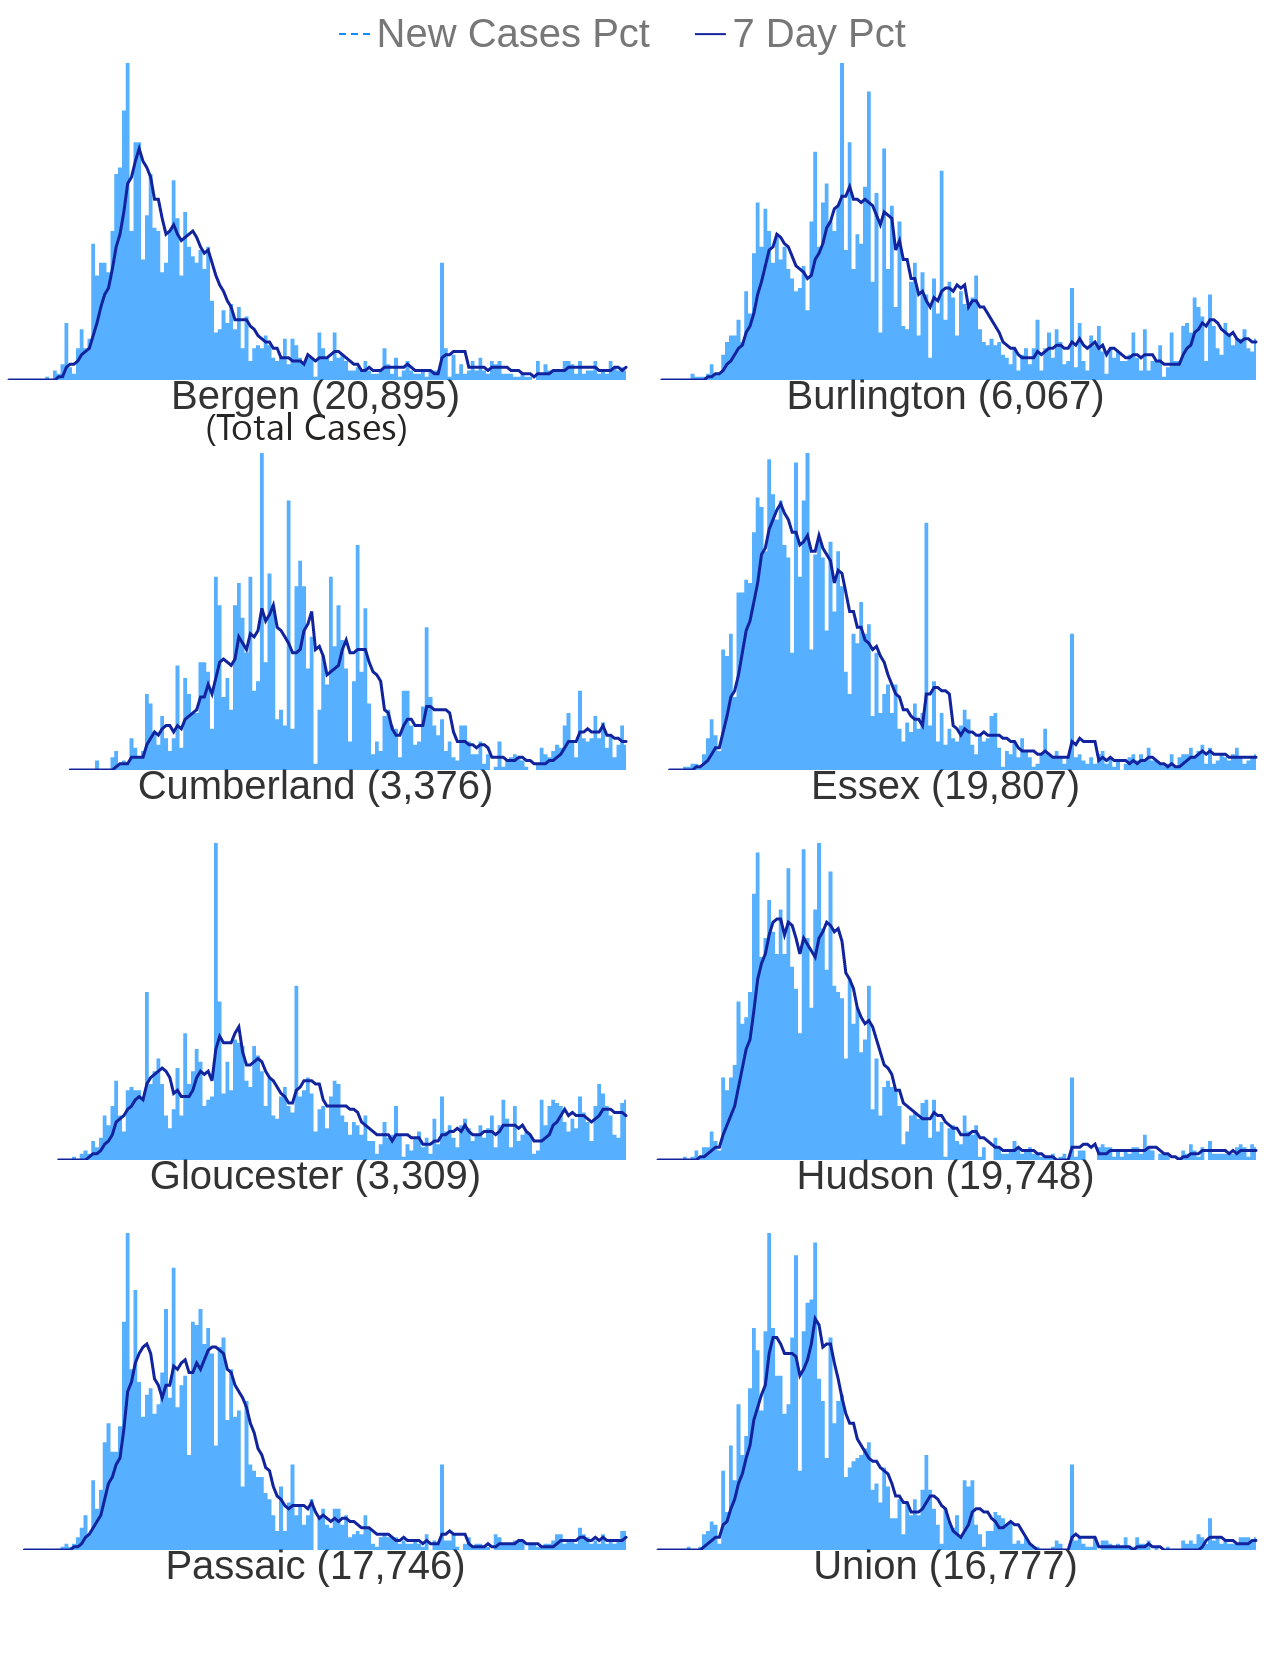 New Cases Pct 7 Day Pct
Bergen (20,895) Burlington (6,067)
(Total Cases)
Cumberland (3,376) Essex (19,807)
Gloucester (3,309) Hudson (19,748)
Passaic (17,746) Union (16,777)